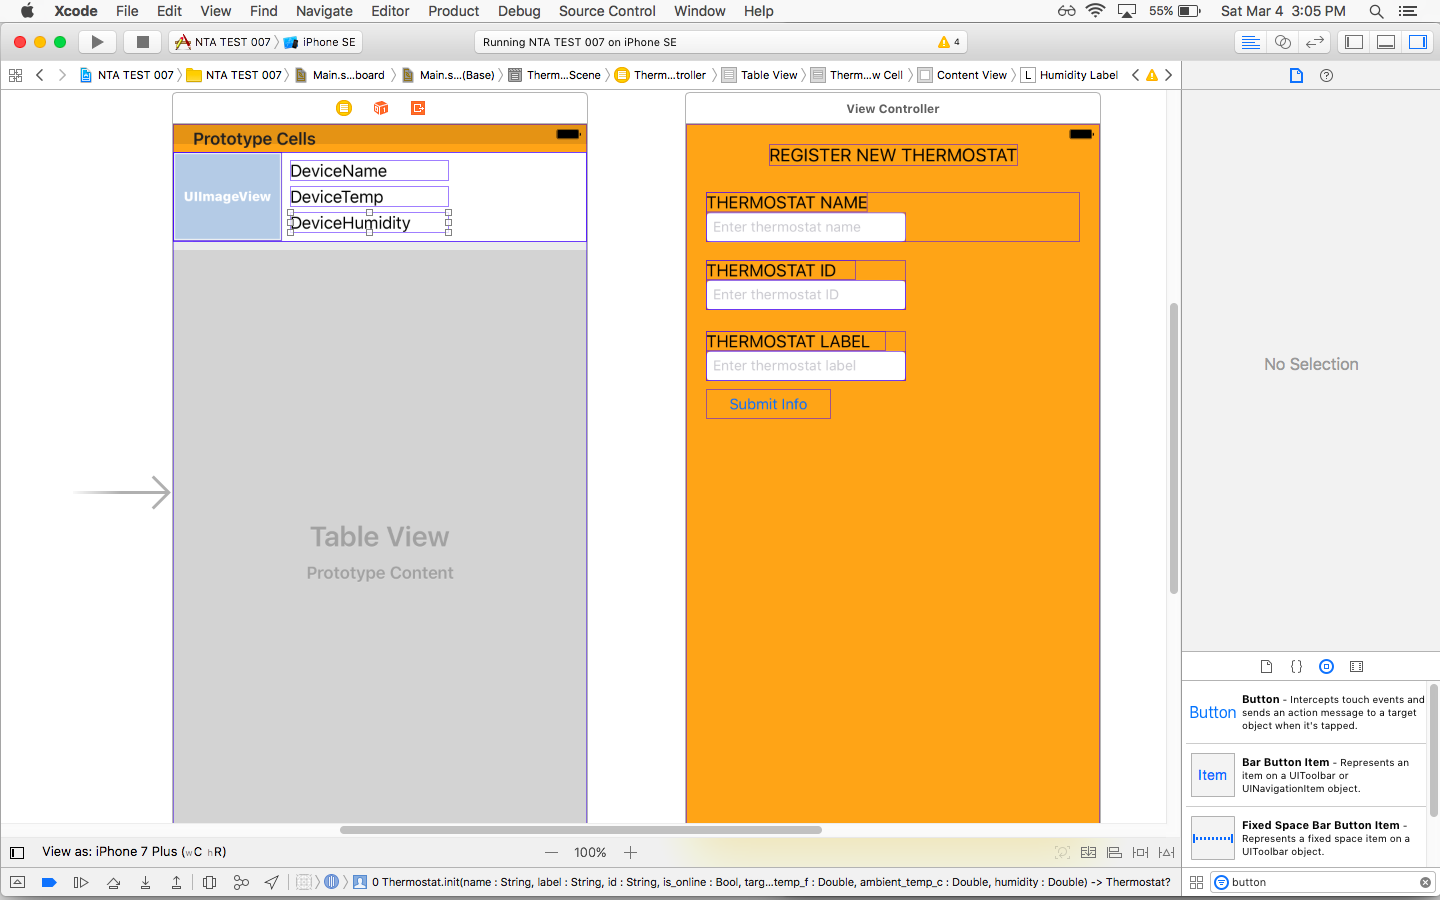 Xcode File Edit View Find Navigate Editor Product Debug Source Control Window Help 55% Sat Mar 4 3:05 PM
NTA TEST 007 iPhone SE Running NTA TEST 007 on iPhone SE 4
NTA TEST 007 NTA TEST 007 Main.s...board Main.s...(Base) Therm...Scene Therm...troller Table View Therm...w Cell Content View L Humidity Label
View Controller
Prototype Cells
UIImageView
DeviceName
DeviceTemp
DeviceHumidity
Table View
Prototype Content
REGISTER NEW THERMOSTAT
THERMOSTAT NAME
Enter thermostat name
THERMOSTAT ID
Enter thermostat ID
THERMOSTAT LABEL
Enter thermostat label
Submit Info
No Selection
{}
Button
Button - Intercepts touch events and
sends an action message to a target
object when it's tapped.
Item
Bar Button Item - Represents an
item on a UIToolbar or
UINavigationItem object.
Fixed Space Bar Button Item -
Represents a fixed space item on a
UIToolbar object.
View as: iPhone 7 Plus (wC hR) — 100% +
0 Thermostat.init(name : String, label : String, id : String, is_online : Bool, targ...temp_f : Double, ambient_temp_c : Double, humidity : Double) -> Thermostat?
button